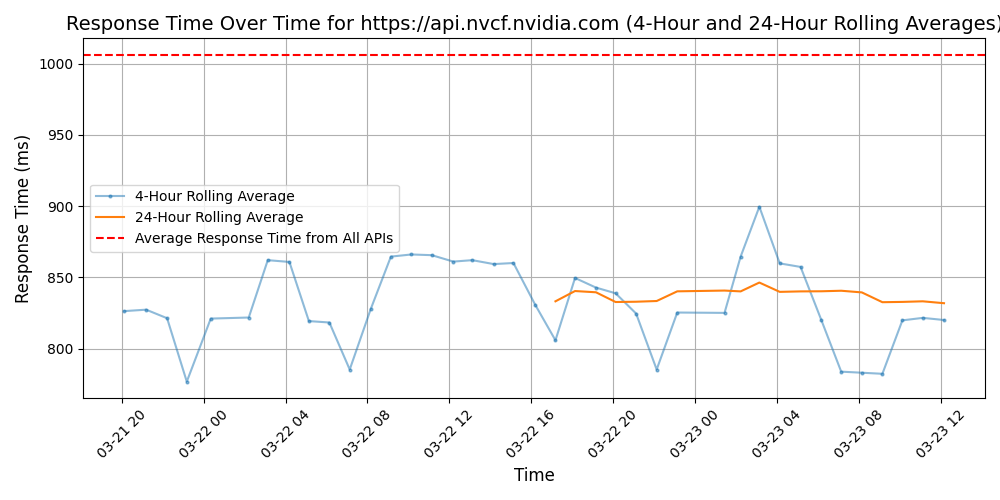 Response Time Over Time for https://api.nvcf.nvidia.com (4-Hour and 24-Hour Rolling Averages)
Response Time (ms)
1000
950
900
850
800
4-Hour Rolling Average
24-Hour Rolling Average
Average Response Time from All APIs
03-21 20
03-22 00
03-22 04
03-22 08
03-22 12
03-22 16
03-22 20
03-23 00
03-23 04
03-23 08
03-23 12
Time